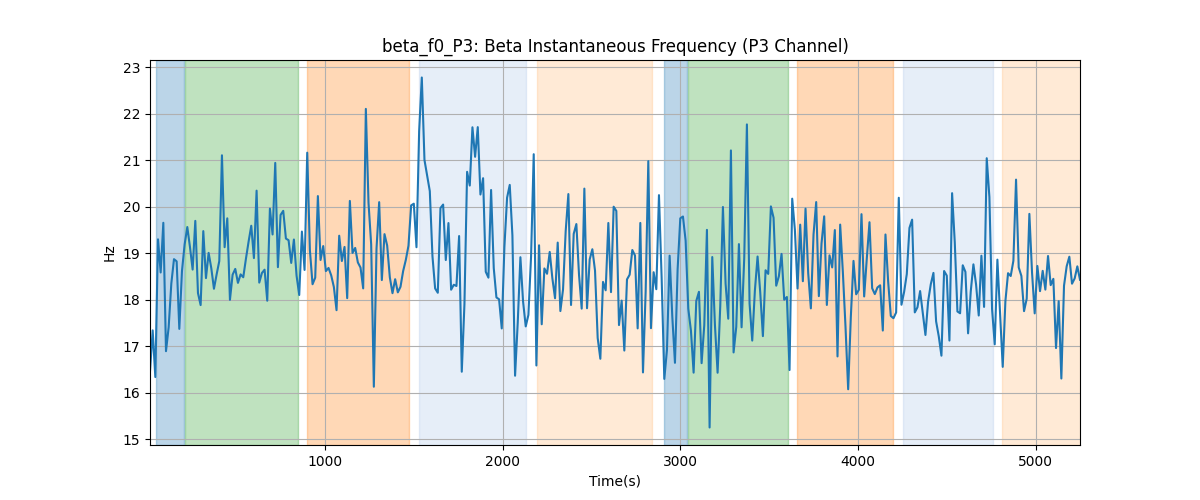 beta_f0_P3: Beta Instantaneous Frequency (P3 Channel)
23
22
21
20
19
18
17
16
15
Hz
1000 2000 3000 4000 5000
Time(s)